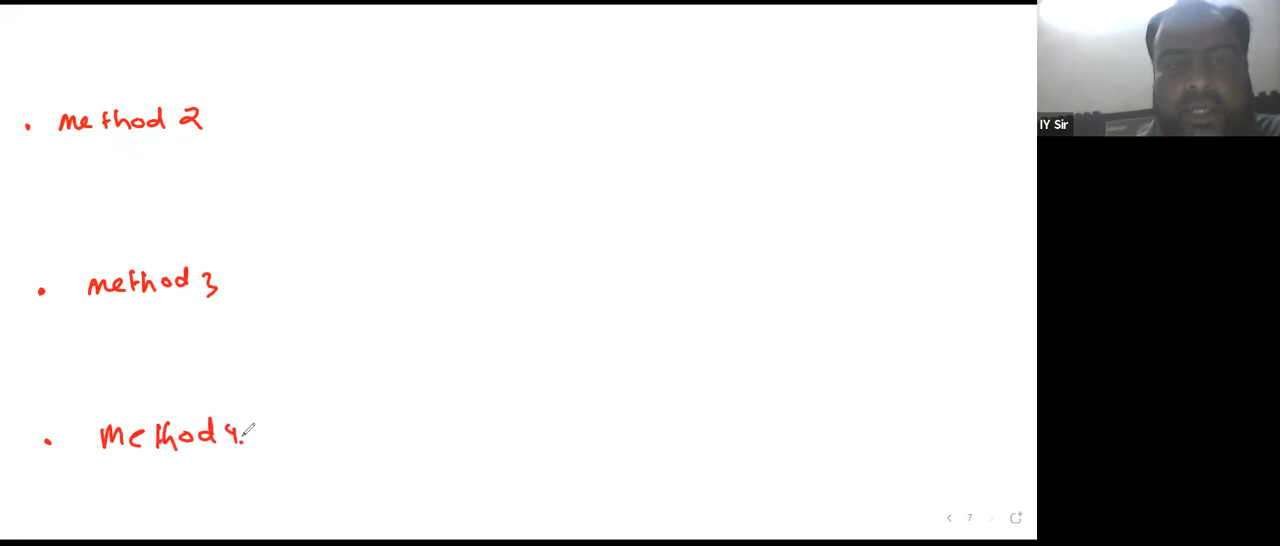 . method 2
IY Sir
. method 3
. Method 4.
7